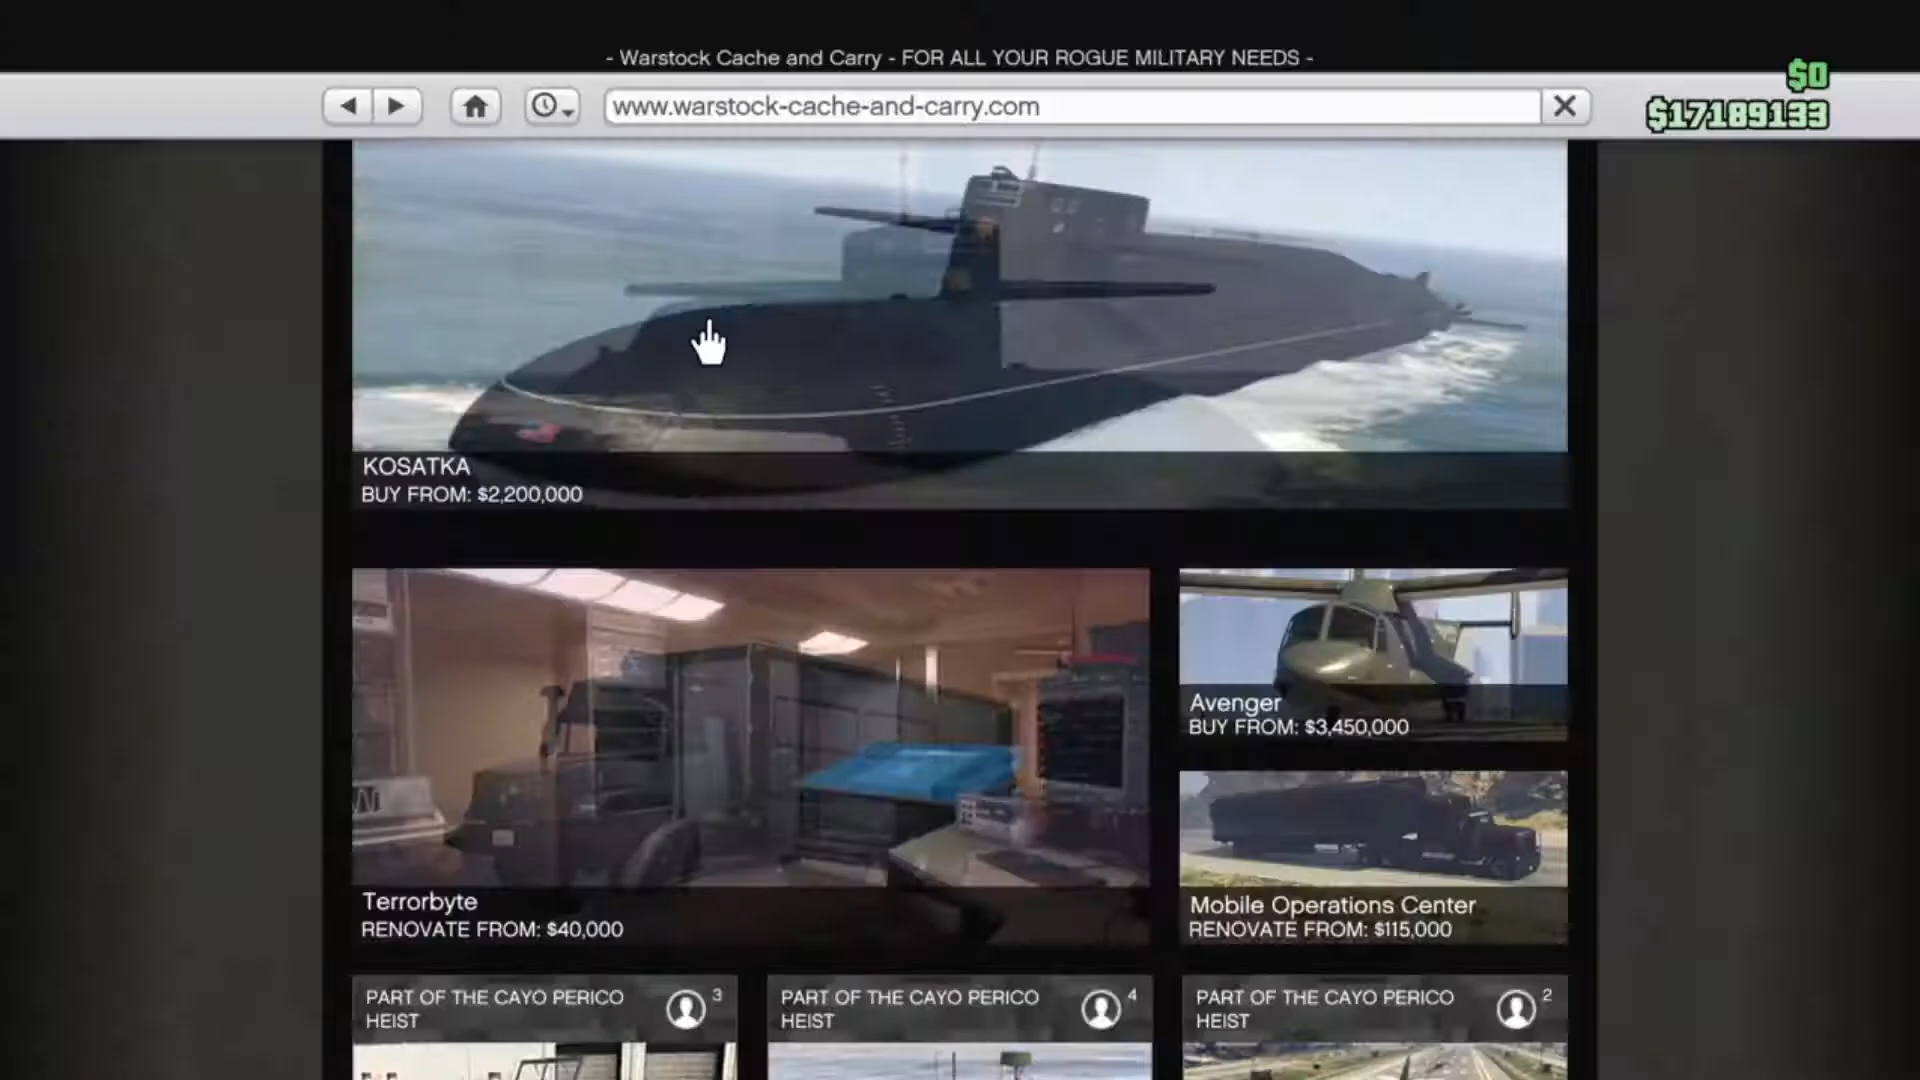 - Warstock Cache and Carry - FOR ALL YOUR ROGUE MILITARY NEEDS -
$0
www.warstock-cache-and-carry.com
$17189133
KOSATKA
BUY FROM: $2,200,000
Avenger
BUY FROM: $3,450,000
Terrorbyte
RENOVATE FROM: $40,000
Mobile Operations Center
RENOVATE FROM: $115,000
PART OF THE CAYO PERICO
HEIST
3
PART OF THE CAYO PERICO
HEIST
4
PART OF THE CAYO PERICO
HEIST
2